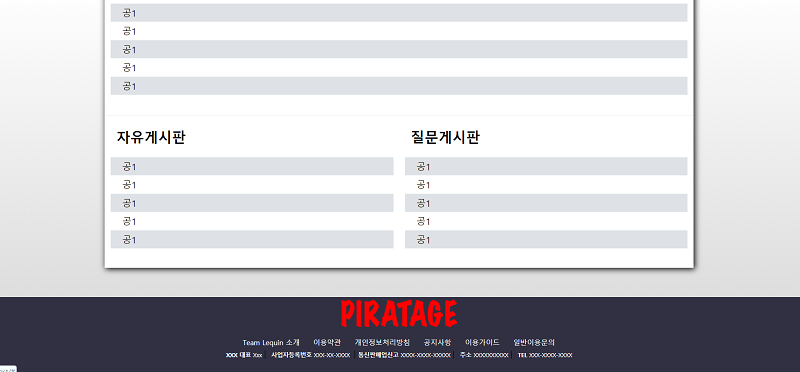 공1
공1
공1
공1
공1
자유게시판
공1
공1
공1
공1
공1
질문게시판
공1
공1
공1
공1
공1
PIRATAGE
Team Lequin 소개 이용약관 개인정보처리방침 공지사항 이용가이드 일반이용문의
XXX 대표 Xxx 사업자등록번호 XXX-XX-XXXX 통신판매업신고 XXXX-XXXX-XXXXX 주소 XXXXXXXXXX TEL XXX-XXXX-XXXX